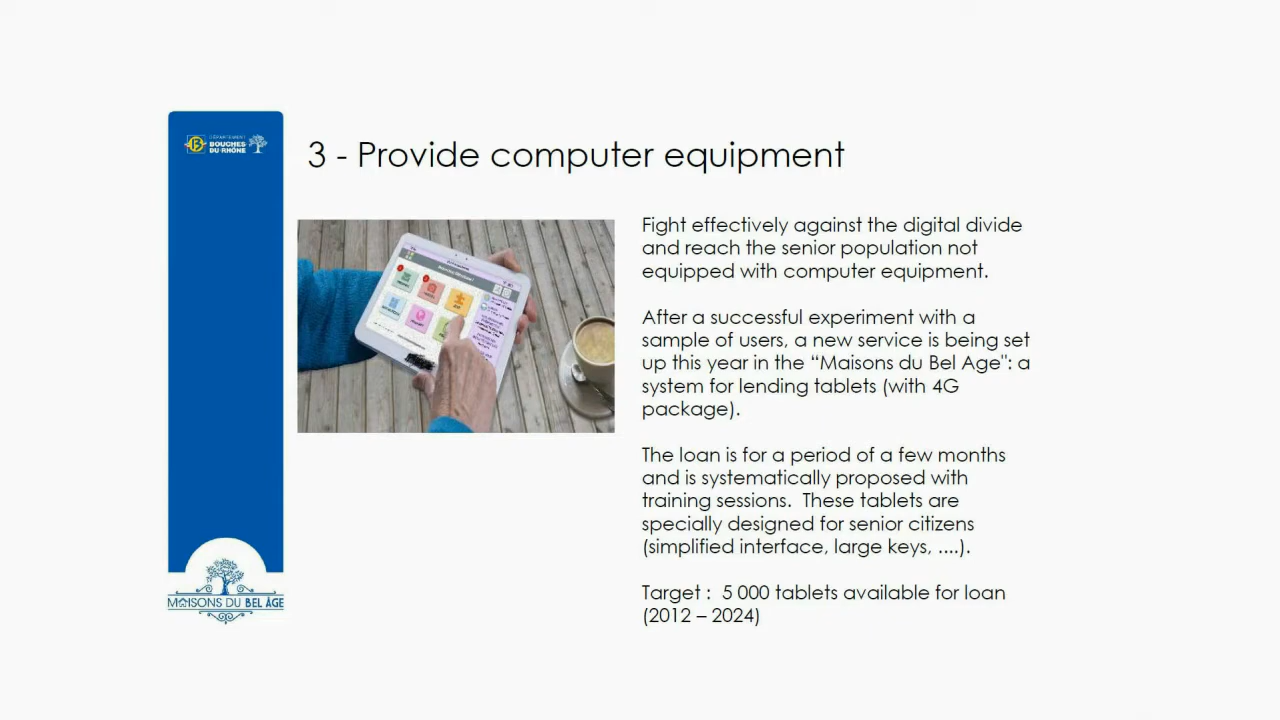 DÉPARTEMENT
BOUCHES
DU RHÔNE
3 - Provide computer equipment
Fight effectively against the digital divide
and reach the senior population not
equipped with computer equipment.
After a successful experiment with a
sample of users, a new service is being set
up this year in the “Maisons du Bel Age": a
system for lending tablets (with 4G
package).
The loan is for a period of a few months
and is systematically proposed with
training sessions.  These tablets are
specially designed for senior citizens
(simplified interface, large keys, ....).
Target :  5 000 tablets available for loan
(2012 – 2024)
MAISONS DU BEL ÂGE